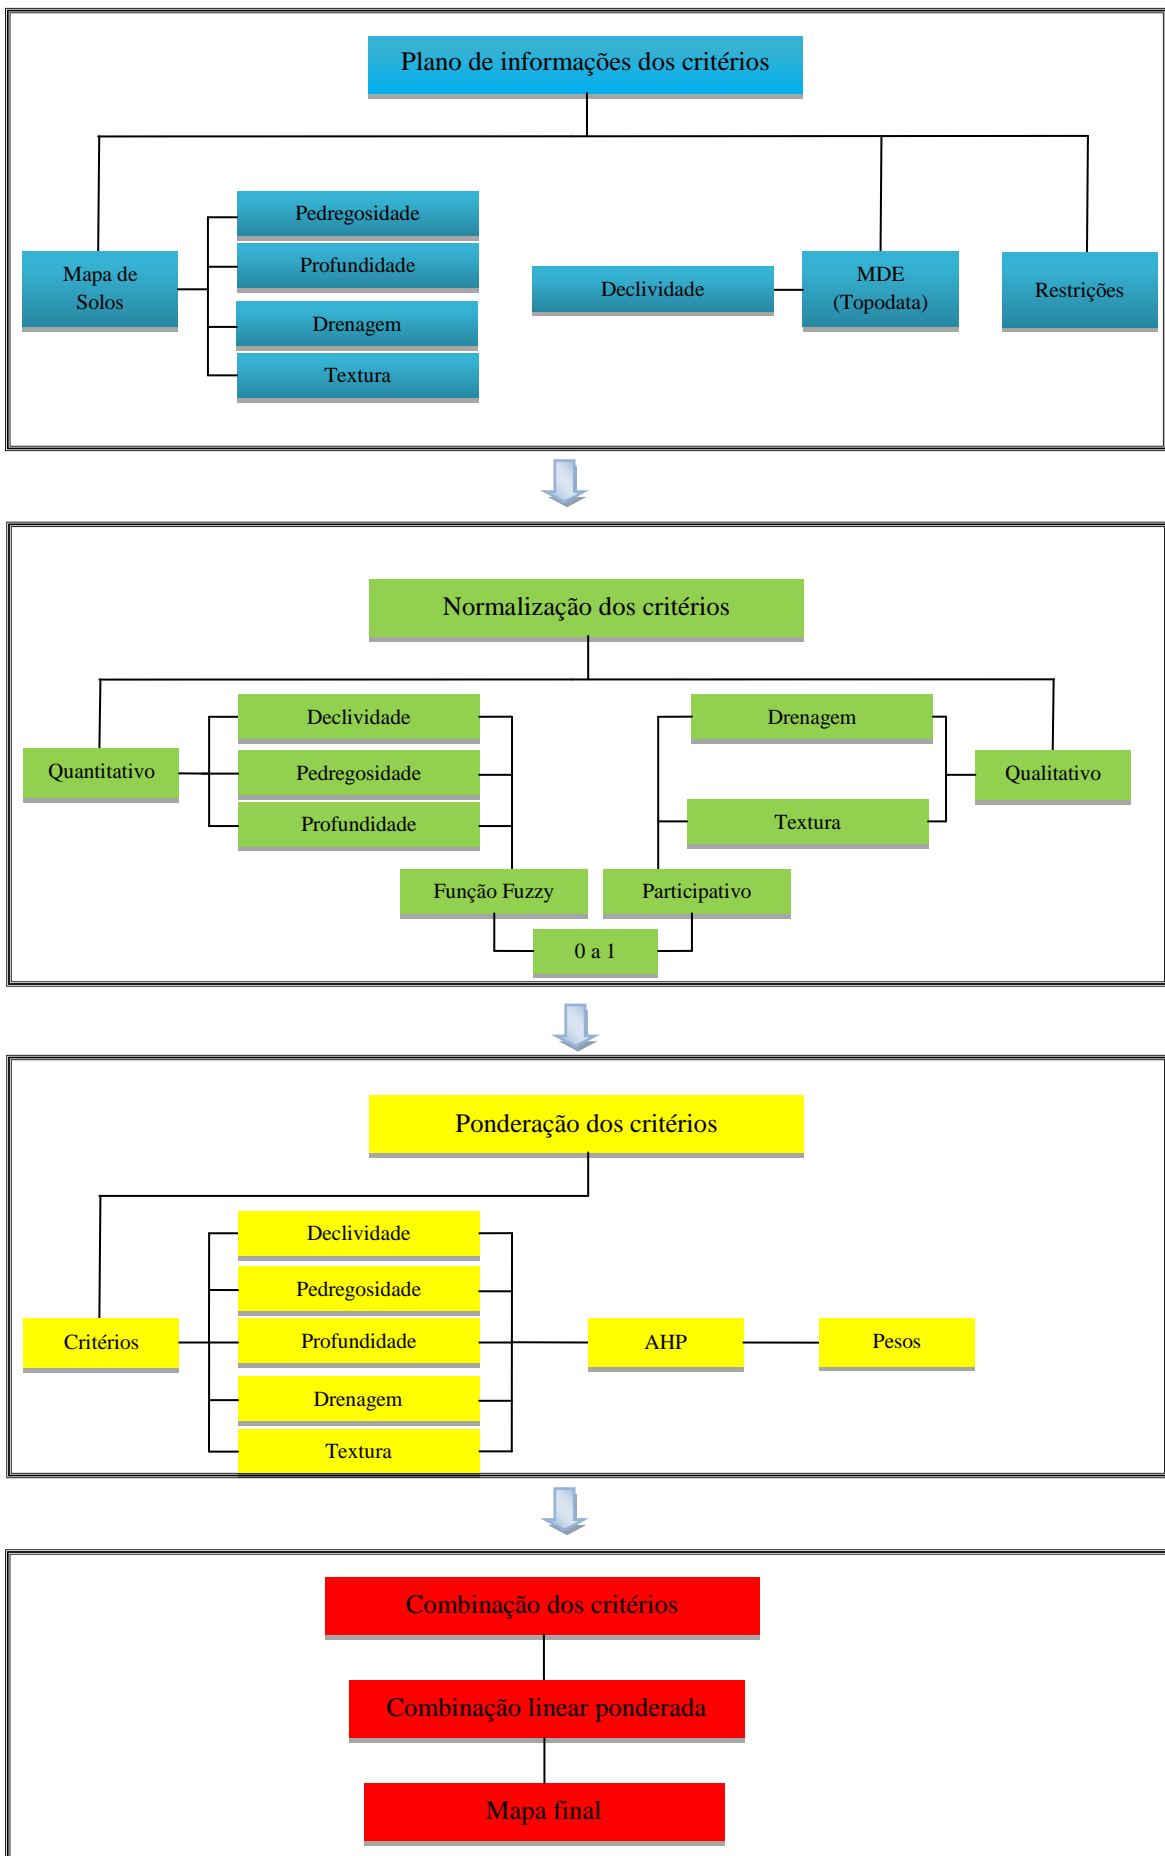 Plano de informações dos critérios
Mapa de
Solos
Pedregosidade
Profundidade
Drenagem
Textura
Declividade
MDE
(Topodata)
Restrições
Normalização dos critérios
Quantitativo
Declividade
Pedregosidade
Profundidade
Drenagem
Textura
Qualitativo
Função Fuzzy
Participativo
0 a 1
Ponderação dos critérios
Critérios
Declividade
Pedregosidade
Profundidade
Drenagem
Textura
AHP
Pesos
Combinação dos critérios
Combinação linear ponderada
Mapa final